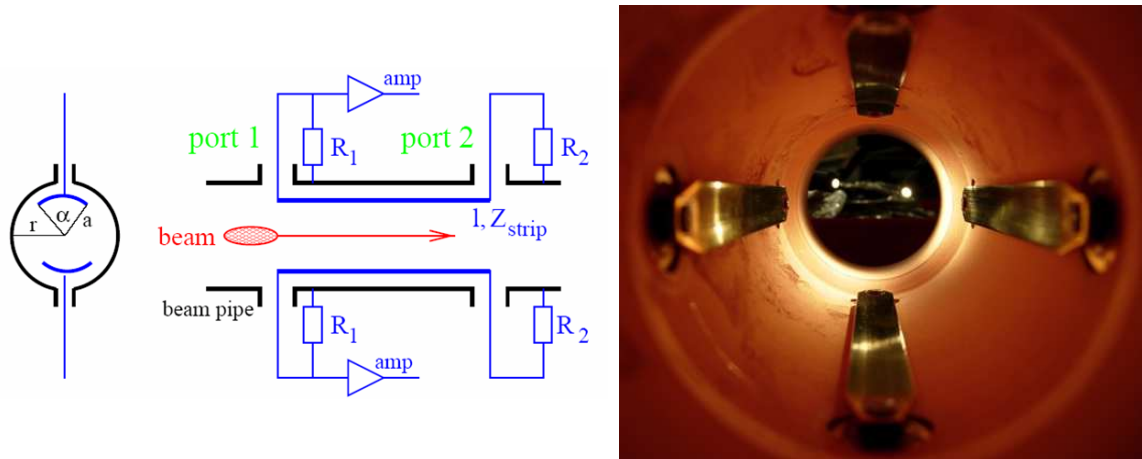 amp
port 1
port 2
R1
R2
α
r
a
l, Zstrip
beam
beam pipe
R1
R2
amp